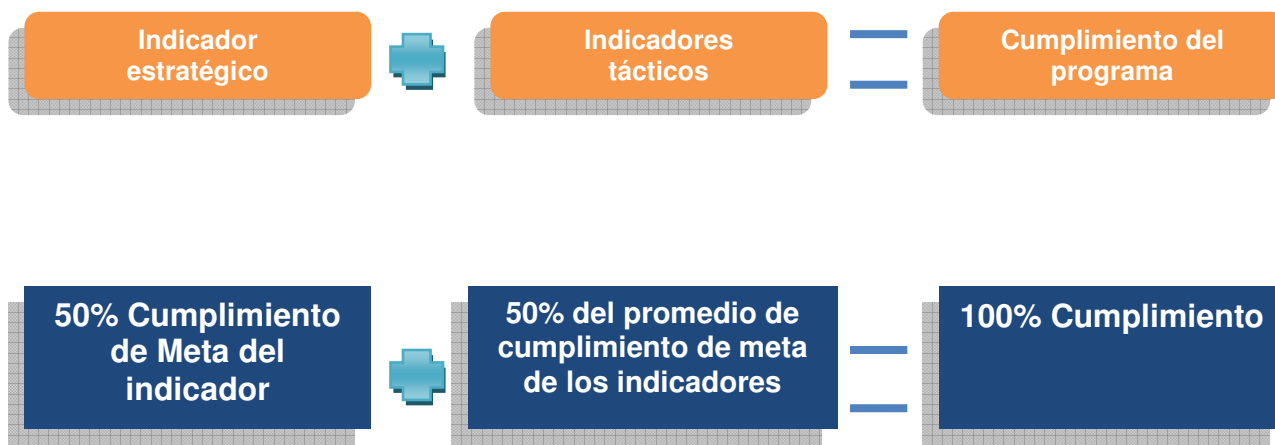 Indicador
estratégico
Indicadores
tácticos
Cumplimiento del
programa
50% Cumplimiento
de Meta del
indicador
50% del promedio de
cumplimiento de meta
de los indicadores
100% Cumplimiento